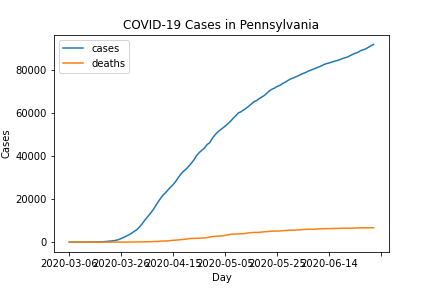 COVID-19 Cases in Pennsylvania
cases
deaths
80000
60000
40000
20000
0
Cases
2020-03-06 2020-03-26 2020-04-15 2020-05-05 2020-05-25 2020-06-14
Day